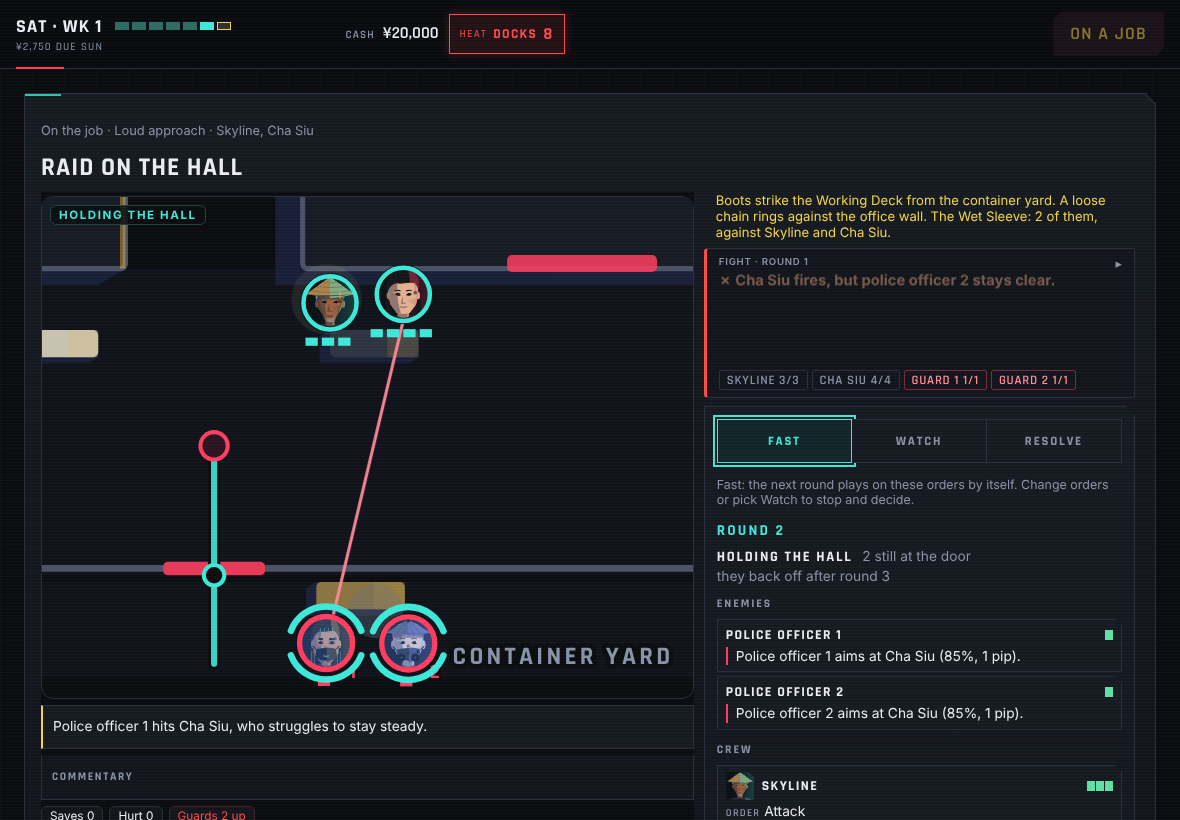 SAT · WK 1
¥2,750 DUE SUN
CASH ¥20,000
HEAT DOCKS 8
ON A JOB
On the job · Loud approach · Skyline, Cha Siu
RAID ON THE HALL
HOLDING THE HALL
CONTAINER YARD
Police officer 1 hits Cha Siu, who struggles to stay steady.
COMMENTARY
Saves 0
Hurt 0
Guards 2 up
Boots strike the Working Deck from the container yard. A loose
chain rings against the office wall. The Wet Sleeve: 2 of them,
against Skyline and Cha Siu.
FIGHT · ROUND 1
× Cha Siu fires, but police officer 2 stays clear.
SKYLINE 3/3
CHA SIU 4/4
GUARD 1 1/1
GUARD 2 1/1
FAST
WATCH
RESOLVE
Fast: the next round plays on these orders by itself. Change orders
or pick Watch to stop and decide.
ROUND 2
HOLDING THE HALL 2 still at the door
they back off after round 3
ENEMIES
POLICE OFFICER 1
Police officer 1 aims at Cha Siu (85%, 1 pip).
POLICE OFFICER 2
Police officer 2 aims at Cha Siu (85%, 1 pip).
CREW
SKYLINE
ORDER Attack